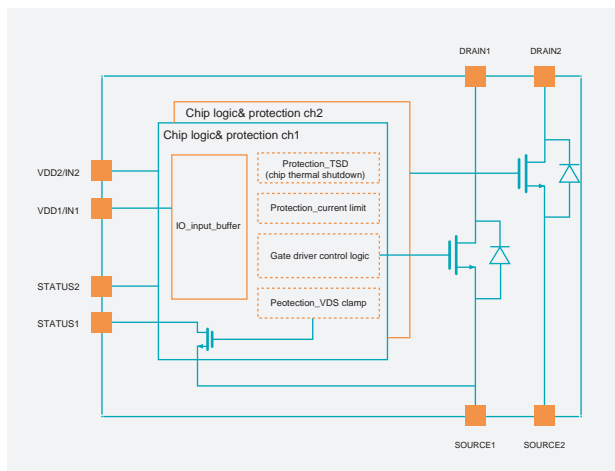 DRAIN1
DRAIN2
Chip logic& protection ch2
Chip logic& protection ch1
VDD2/IN2
VDD1/IN1
IO_input_buffer
Protection_TSD
(chip thermal shutdown)
Protection_current limit
Gate driver control logic
Peotection_VDS clamp
STATUS2
STATUS1
SOURCE1
SOURCE2